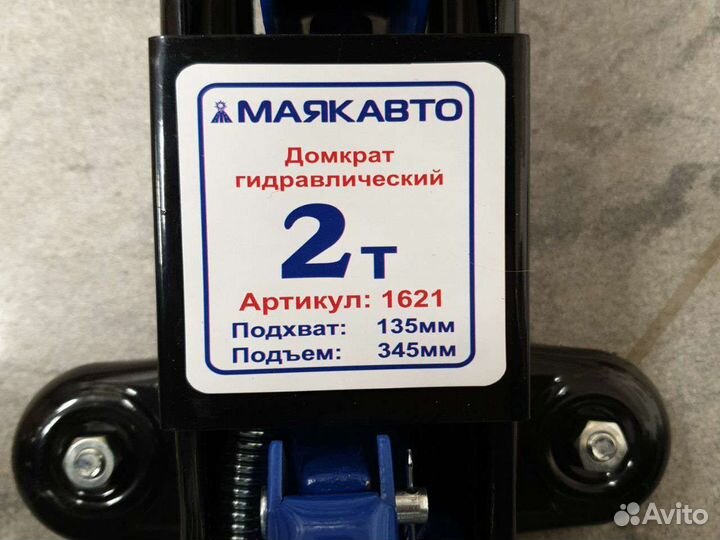 МАЯКАВТО
Домкрат
гидравлический
2т
Артикул: 1621
Подхват: 135мм
Подъем: 345мм
Avito